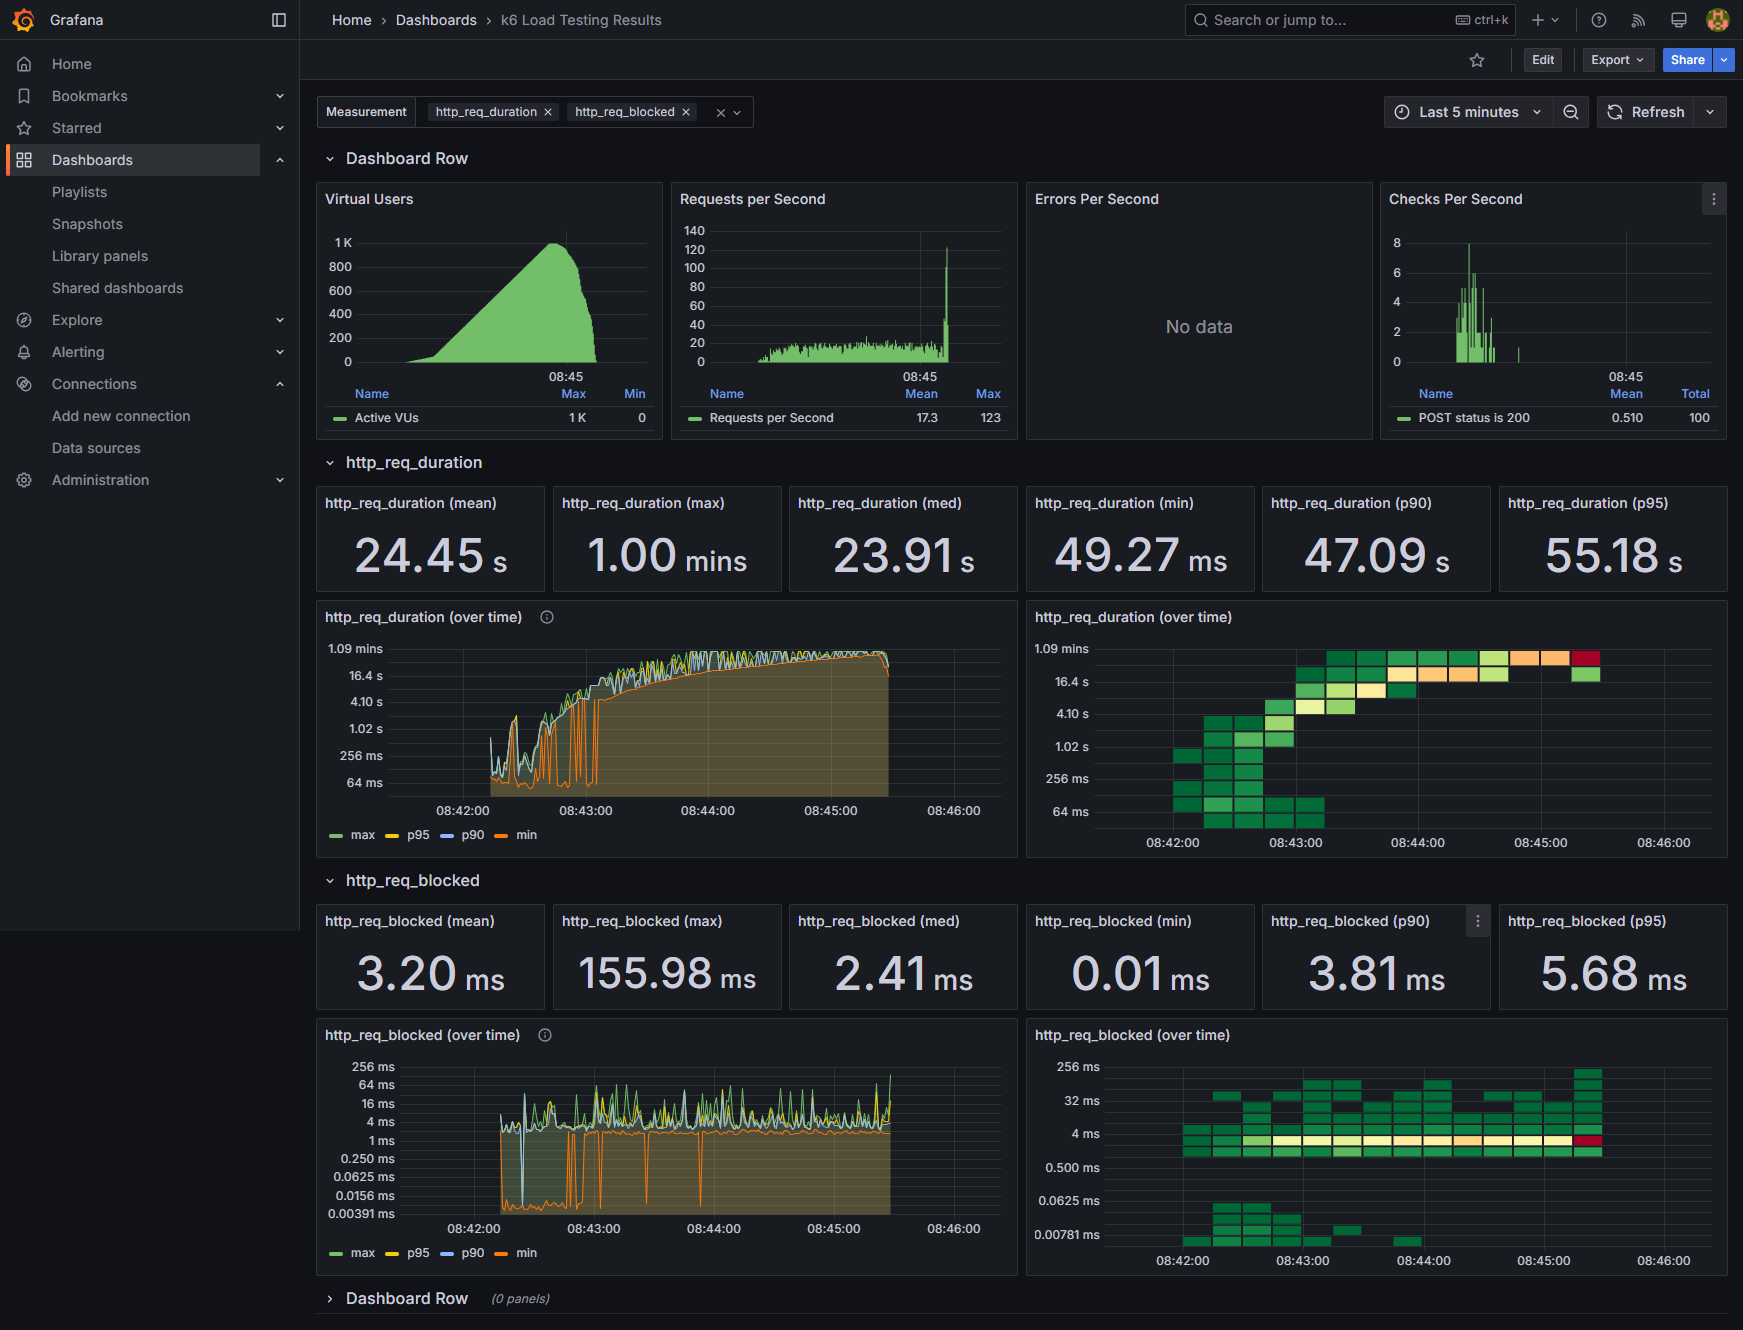 Grafana
Home › Dashboards › k6 Load Testing Results
Search or jump to...
ctrl+k
Home
Bookmarks
Starred
Dashboards
Playlists
Snapshots
Library panels
Shared dashboards
Explore
Alerting
Connections
Add new connection
Data sources
Administration
Edit
Export
Share
Measurement
http_req_duration
http_req_blocked
Last 5 minutes
Refresh
Dashboard Row
Virtual Users
1 K
800
600
400
200
0
08:45
Name Max Min
Active VUs 1 K 0
Requests per Second
140
120
100
80
60
40
20
0
08:45
Name Mean Max
Requests per Second 17.3 123
Errors Per Second
No data
Checks Per Second
8
6
4
2
0
08:45
Name Mean Total
POST status is 200 0.510 100
http_req_duration
http_req_duration (mean)
24.45 s
http_req_duration (max)
1.00 mins
http_req_duration (med)
23.91 s
http_req_duration (min)
49.27 ms
http_req_duration (p90)
47.09 s
http_req_duration (p95)
55.18 s
http_req_duration (over time)
1.09 mins
16.4 s
4.10 s
1.02 s
256 ms
64 ms
08:42:00 08:43:00 08:44:00 08:45:00 08:46:00
max p95 p90 min
http_req_duration (over time)
1.09 mins
16.4 s
4.10 s
1.02 s
256 ms
64 ms
08:42:00 08:43:00 08:44:00 08:45:00 08:46:00
http_req_blocked
http_req_blocked (mean)
3.20 ms
http_req_blocked (max)
155.98 ms
http_req_blocked (med)
2.41 ms
http_req_blocked (min)
0.01 ms
http_req_blocked (p90)
3.81 ms
http_req_blocked (p95)
5.68 ms
http_req_blocked (over time)
256 ms
64 ms
16 ms
4 ms
1 ms
0.250 ms
0.0625 ms
0.0156 ms
0.00391 ms
08:42:00 08:43:00 08:44:00 08:45:00 08:46:00
max p95 p90 min
http_req_blocked (over time)
256 ms
32 ms
4 ms
0.500 ms
0.0625 ms
0.00781 ms
08:42:00 08:43:00 08:44:00 08:45:00 08:46:00
Dashboard Row (0 panels)